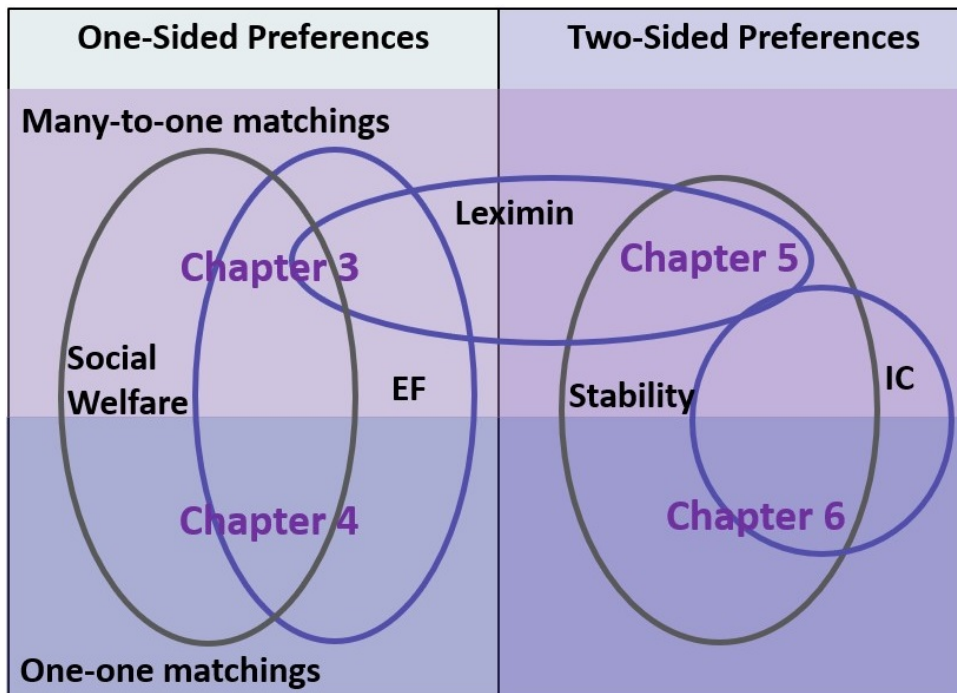 One-Sided Preferences
Two-Sided Preferences
Many-to-one matchings
Leximin
Chapter 3
Chapter 5
Social
Welfare
EF
Stability
IC
Chapter 4
Chapter 6
One-one matchings